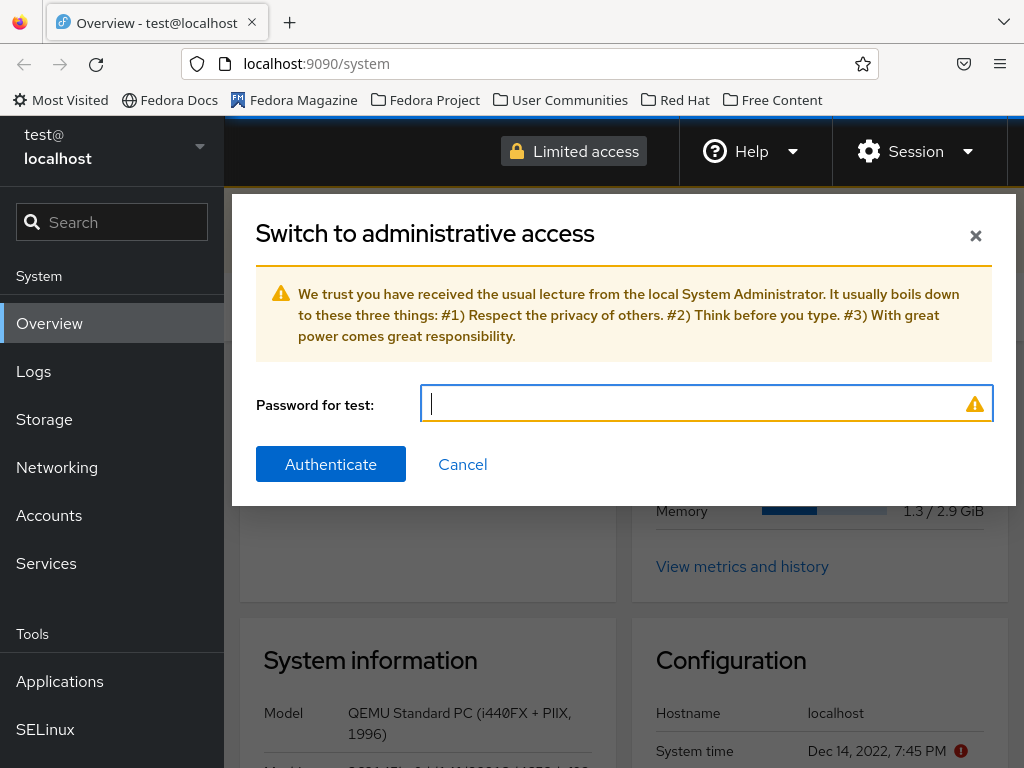 Overview - test@localhost
localhost:9090/system
Most Visited Fedora Docs Fedora Magazine Fedora Project User Communities Red Hat Free Content
test@
localhost
Limited access
Help
Session
Search
System
Overview
Logs
Storage
Networking
Accounts
Services
Tools
Applications
SELinux
Switch to administrative access
We trust you have received the usual lecture from the local System Administrator. It usually boils down
to these three things: #1) Respect the privacy of others. #2) Think before you type. #3) With great
power comes great responsibility.
Password for test:
Authenticate Cancel
Memory 1.3 / 2.9 GiB
View metrics and history
System information
Model QEMU Standard PC (i440FX + PIIX,
1996)
Configuration
Hostname localhost
System time Dec 14, 2022, 7:45 PM